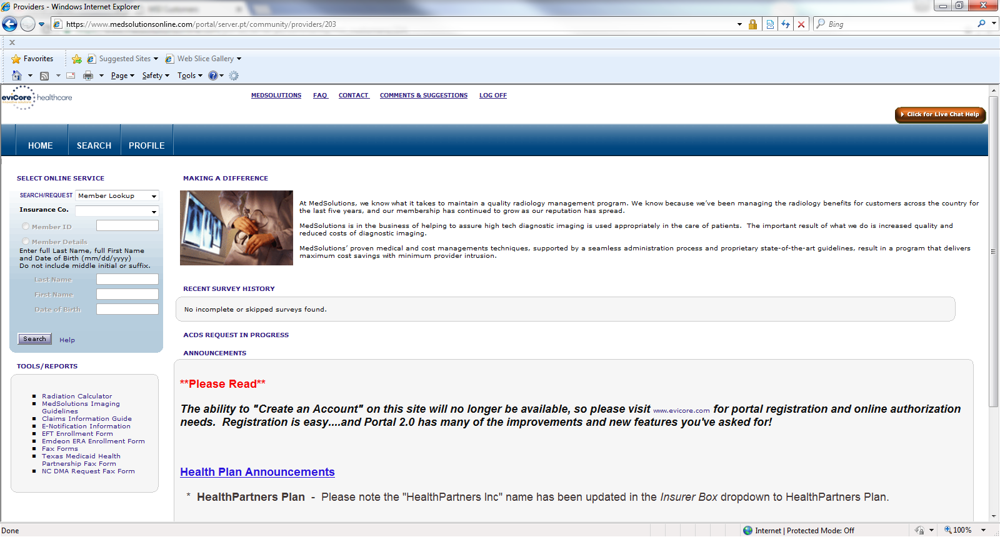 Providers - Windows Internet Explorer
https://www.medsolutionsonline.com/portal/server.pt/community/providers/203
Bing
x
Favorites
Suggested Sites
Web Slice Gallery
Page
Safety
Tools
eviCore healthcare
MEDSOLUTIONS
FAQ
CONTACT
COMMENTS & SUGGESTIONS
LOG OFF
Click for Live Chat Help
HOME
SEARCH
PROFILE
SELECT ONLINE SERVICE
SEARCH/REQUEST Member Lookup
Insurance Co.
Member ID
Member Details
Enter full Last Name, full First Name
and Date of Birth (mm/dd/yyyy)
Do not include middle initial or suffix.
Last Name
First Name
Date of Birth
Search
Help
TOOLS/REPORTS
Radiation Calculator
MedSolutions Imaging
Guidelines
Claims Information Guide
E-Notification Information
EFT Enrollment Form
Emdeon ERA Enrollment Form
Fax Forms
Texas Medicaid Health
Partnership Fax Form
NC DMA Request Fax Form
MAKING A DIFFERENCE
At MedSolutions, we know what it takes to maintain a quality radiology management program. We know because we've been managing the radiology benefits for customers across the country for
the last five years, and our membership has continued to grow as our reputation has spread.
MedSolutions is in the business of helping to assure high tech diagnostic imaging is used appropriately in the care of patients. The important result of what we do is increased quality and
reduced costs of diagnostic imaging.
MedSolutions' proven medical and cost managements techniques, supported by a seamless administration process and proprietary state-of-the-art guidelines, result in a program that delivers
maximum cost savings with minimum provider intrusion.
RECENT SURVEY HISTORY
No incomplete or skipped surveys found.
ACDS REQUEST IN PROGRESS
ANNOUNCEMENTS
**Please Read**
The ability to "Create an Account" on this site will no longer be available, so please visit www.evicore.com for portal registration and online authorization
needs. Registration is easy....and Portal 2.0 has many of the improvements and new features you've asked for!
Health Plan Announcements
* HealthPartners Plan - Please note the "HealthPartners Inc" name has been updated in the Insurer Box dropdown to HealthPartners Plan.
Done
Internet | Protected Mode: Off
100%